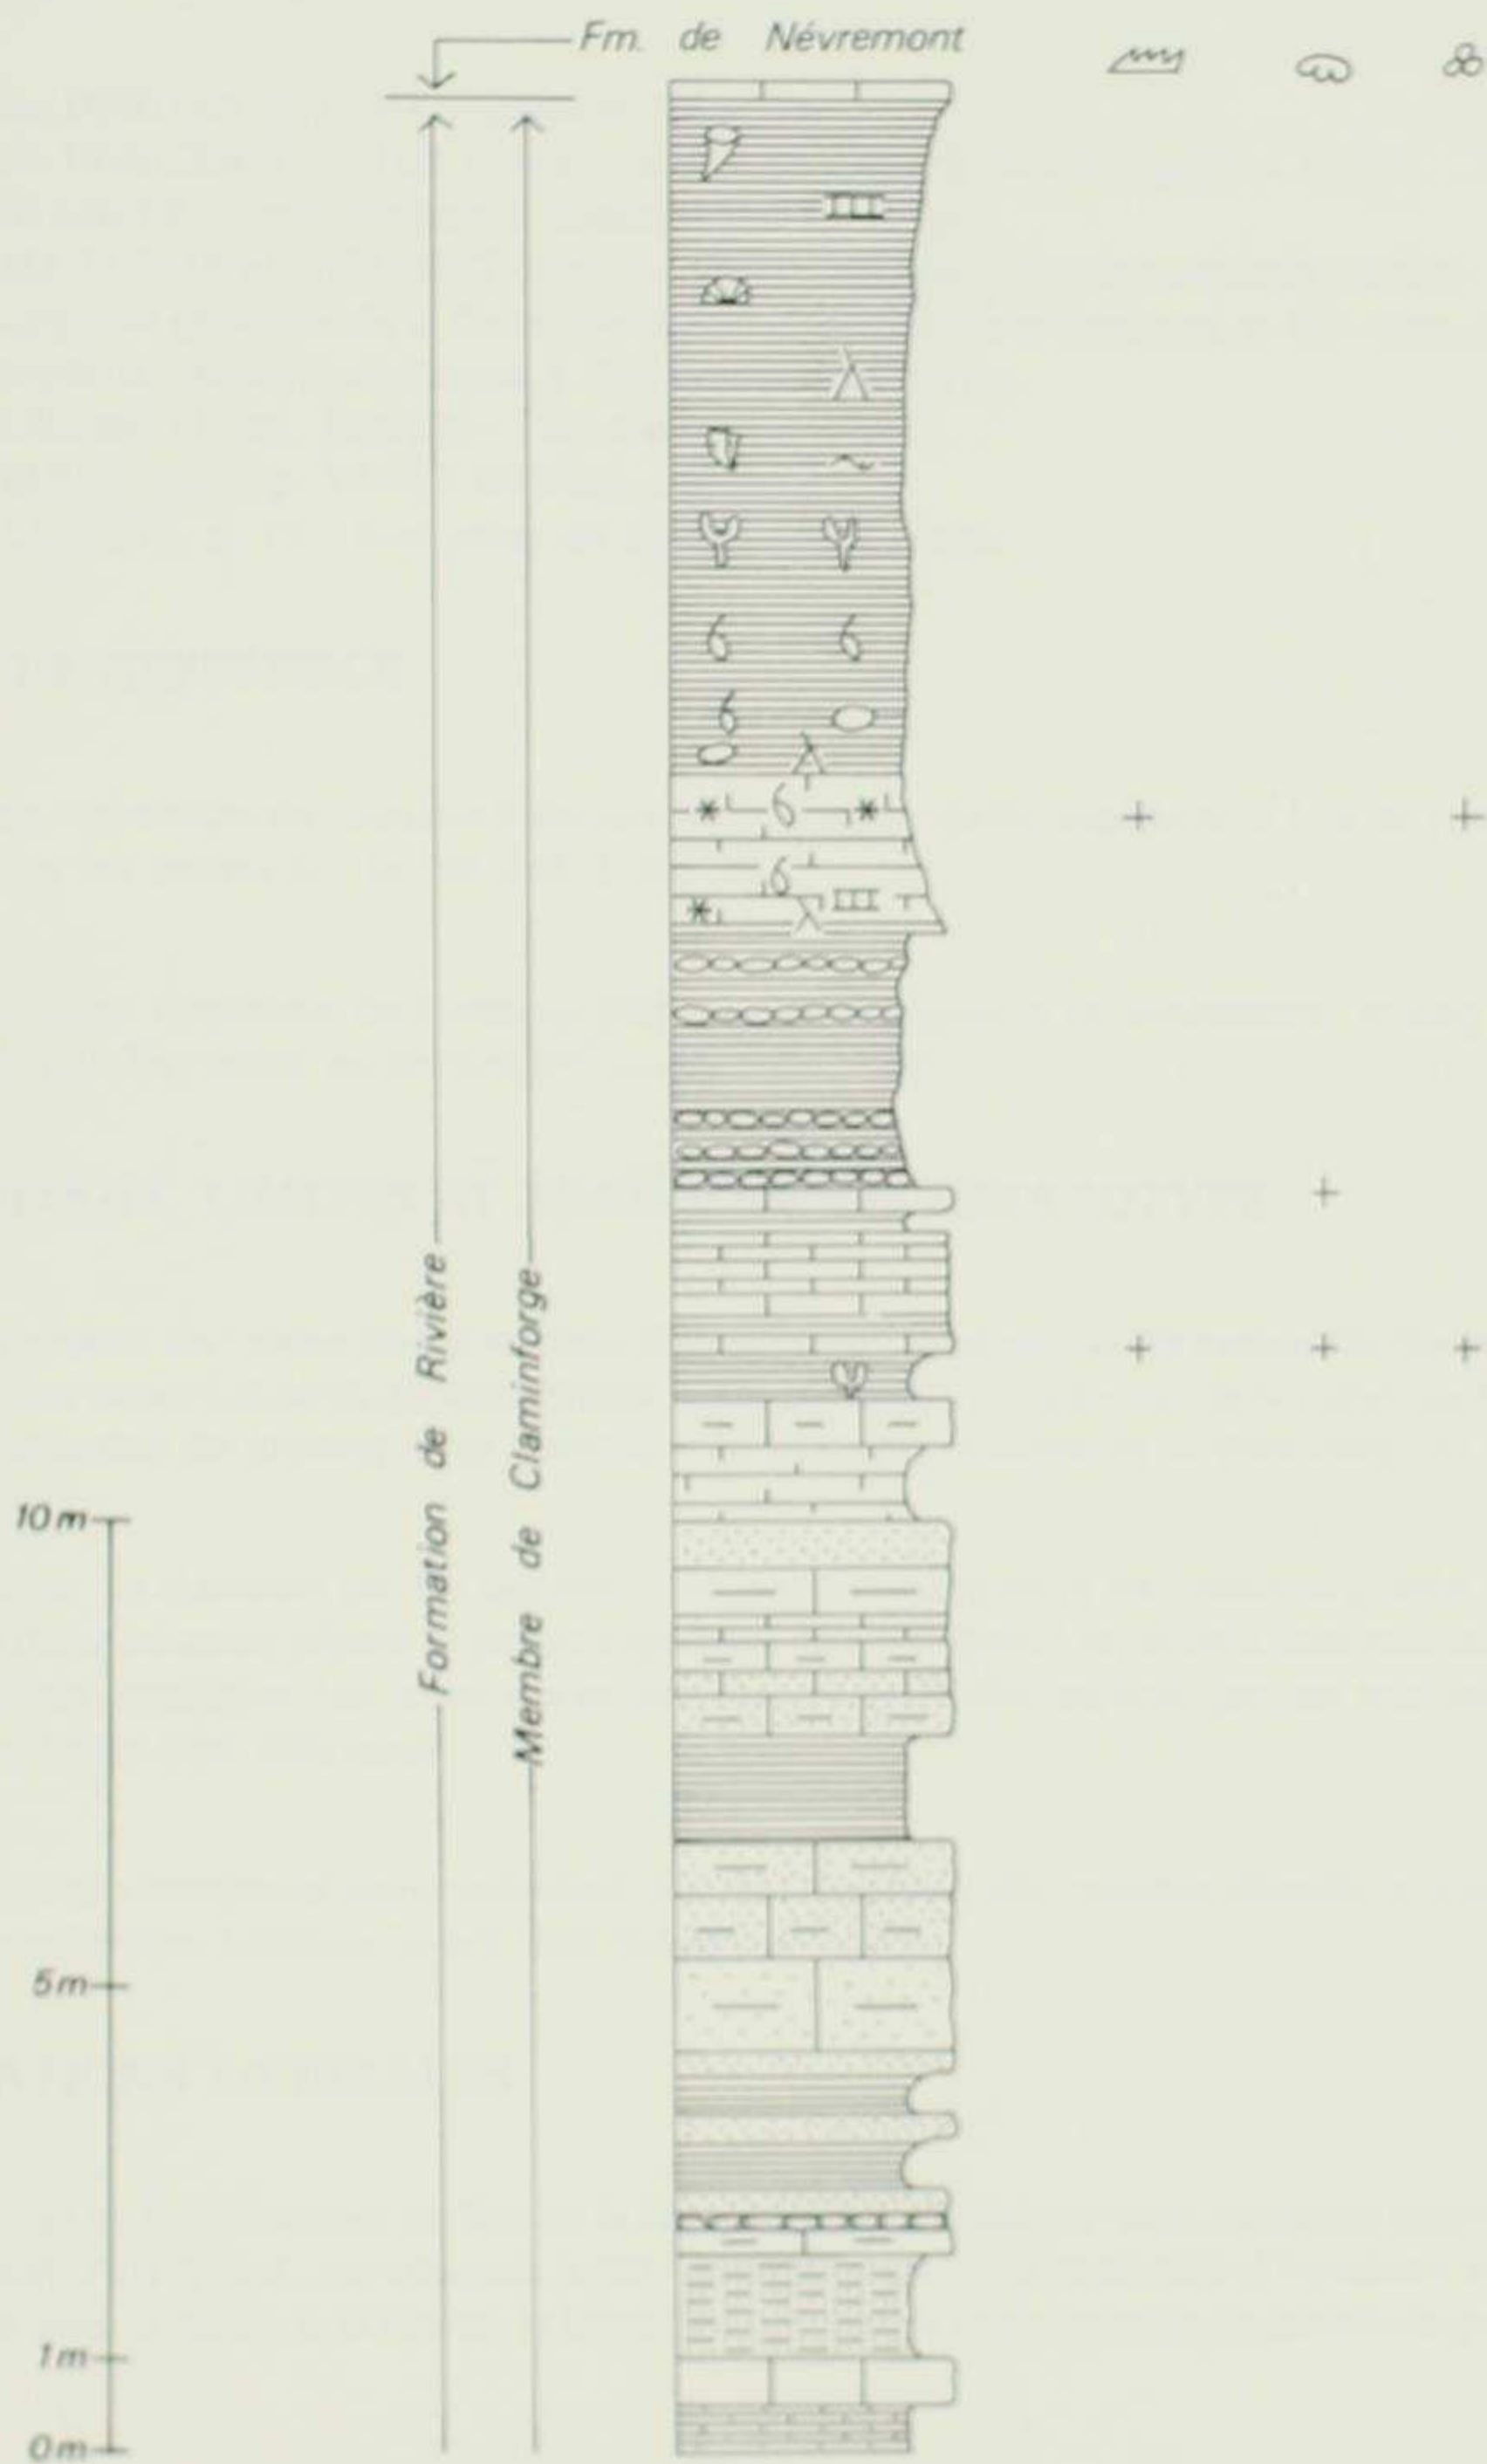 Fm. de Névremont
Formation de Rivière
Membre de Claminforge
10 m
5 m
1 m
0 m